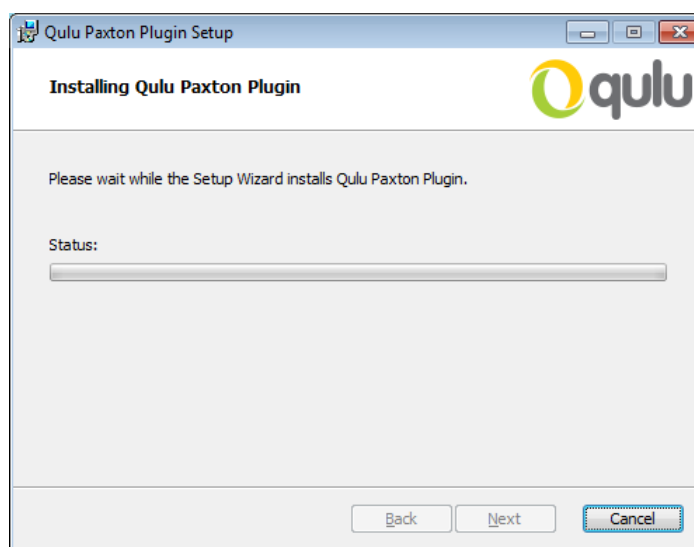 Qulu Paxton Plugin Setup
Installing Qulu Paxton Plugin
qulu
Please wait while the Setup Wizard installs Qulu Paxton Plugin.
Status:
Back Next Cancel